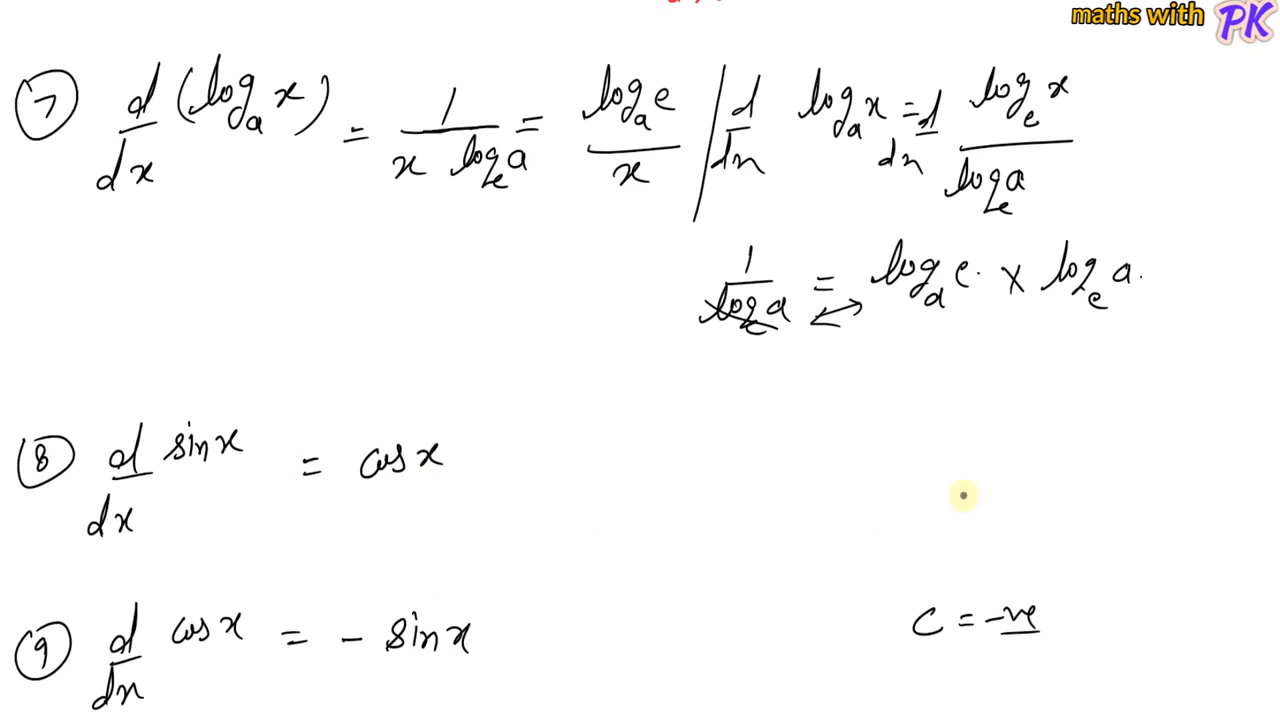 maths with PK
⑦ d/dx (log_a x) = 1/(x log_e a) = log_a e / x | d/dx log_a x = d/dx log_e x / log_e a
1/log_e a = log_a e · × log_e a.
⑧ d/dx sin x = cos x
⑨ d/dx cos x = - sin x
C = -ve